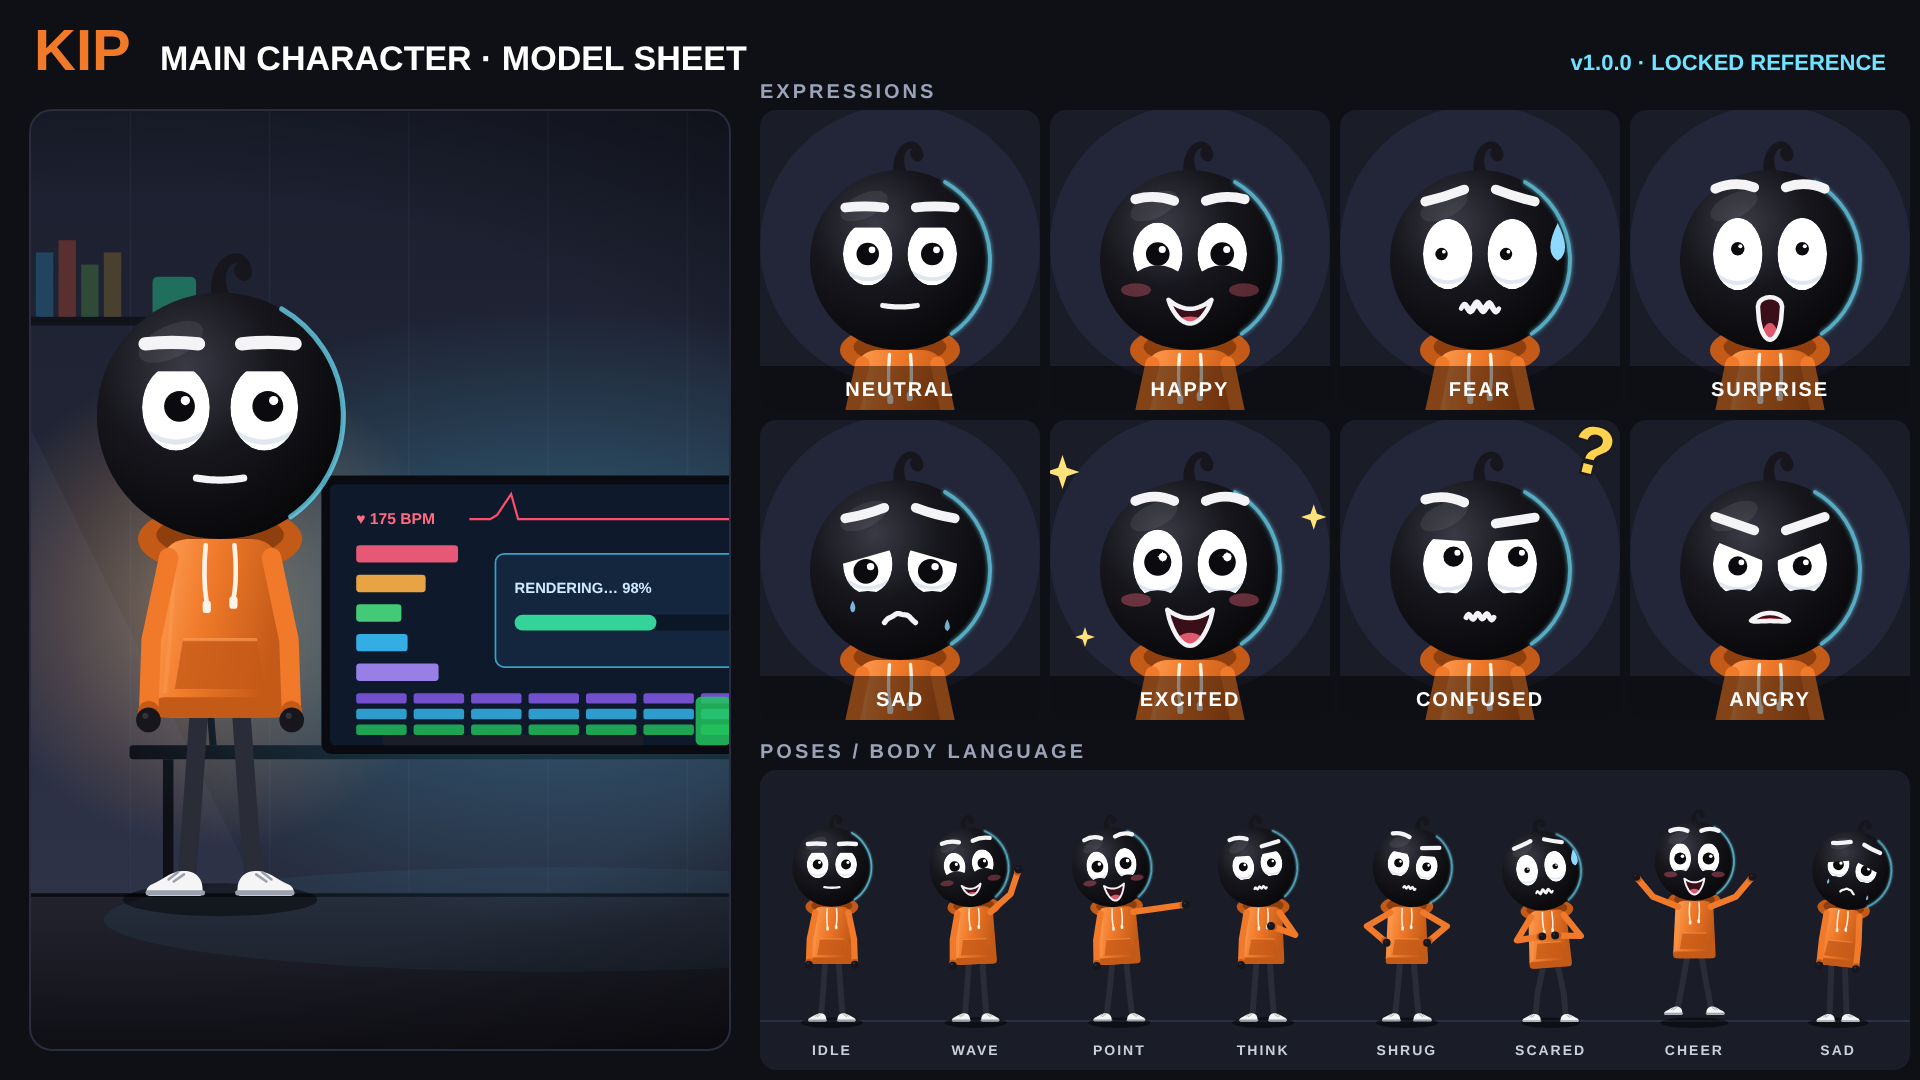 KIP MAIN CHARACTER · MODEL SHEET
v1.0.0 · LOCKED REFERENCE
♥ 175 BPM
RENDERING... 98%
EXPRESSIONS
NEUTRAL
HAPPY
FEAR
SURPRISE
?
SAD
EXCITED
CONFUSED
ANGRY
POSES / BODY LANGUAGE
IDLE
WAVE
POINT
THINK
SHRUG
SCARED
CHEER
SAD